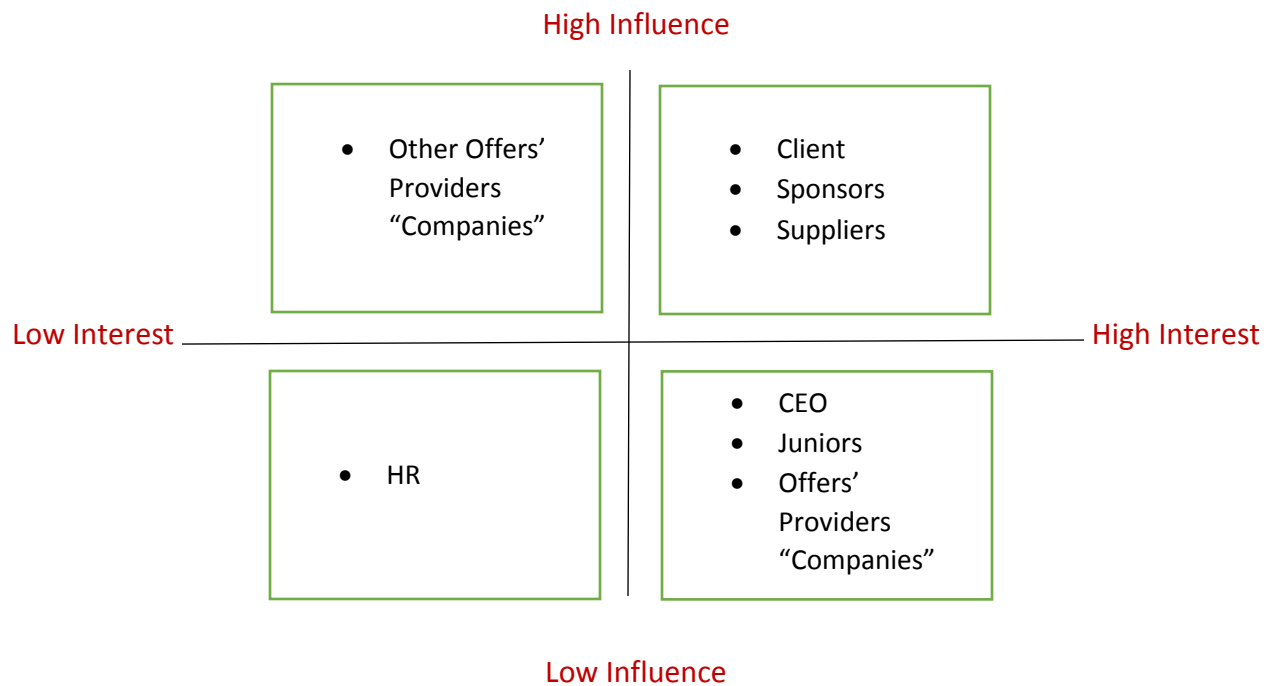 High Influence
• Other Offers’
Providers
“Companies”
• Client
• Sponsors
• Suppliers
Low Interest
High Interest
• HR
• CEO
• Juniors
• Offers’
Providers
“Companies”
Low Influence